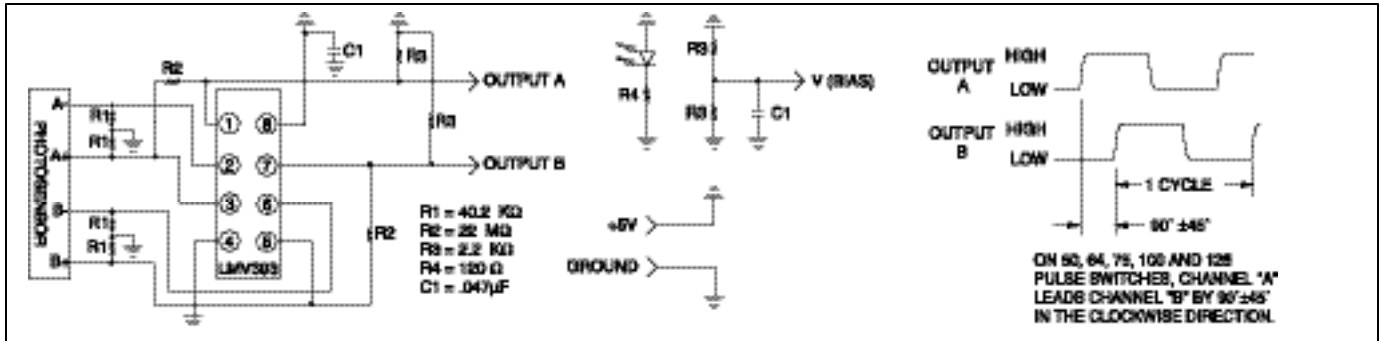 C1
R3
R2
OUTPUT A
A-
R1
R1
A+
PHOTOSENSOR
1 8
R3
2 7
OUTPUT B
3 6
B-
R1
R1
B+
4 5
LMV393
R2
R1 = 40.2 KΩ
R2 = 22 MΩ
R3 = 2.2 KΩ
R4 = 120 Ω
C1 = .047µF
R3
R4
V (BIAS)
R3
C1
+5V
GROUND
OUTPUT A
HIGH
LOW
OUTPUT B
HIGH
LOW
1 CYCLE
90° ±45°
ON 50, 64, 75, 100 AND 128
PULSE SWITCHES, CHANNEL "A"
LEADS CHANNEL "B" BY 90°±45°
IN THE CLOCKWISE DIRECTION.